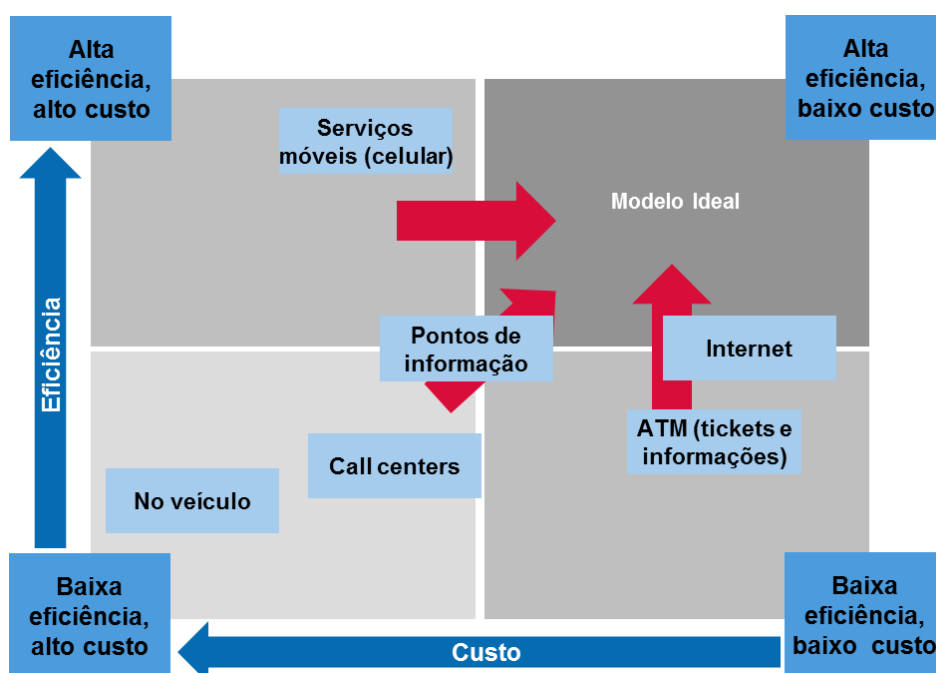 Alta
eficiência,
alto custo
Alta
eficiência,
baixo custo
Serviços
móveis (celular)
Modelo Ideal
Eficiência
Pontos de
informação
Internet
ATM (tickets e
informações)
Call centers
No veículo
Baixa
eficiência,
alto custo
Custo
Baixa
eficiência,
baixo custo